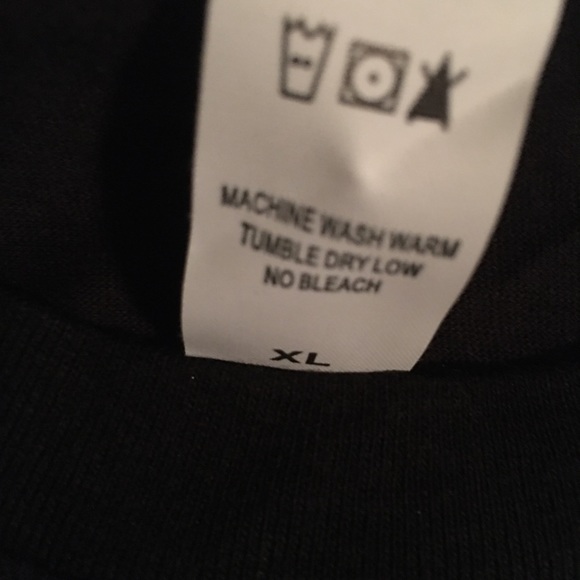 MACHINE WASH WARM
TUMBLE DRY LOW
NO BLEACH
XL